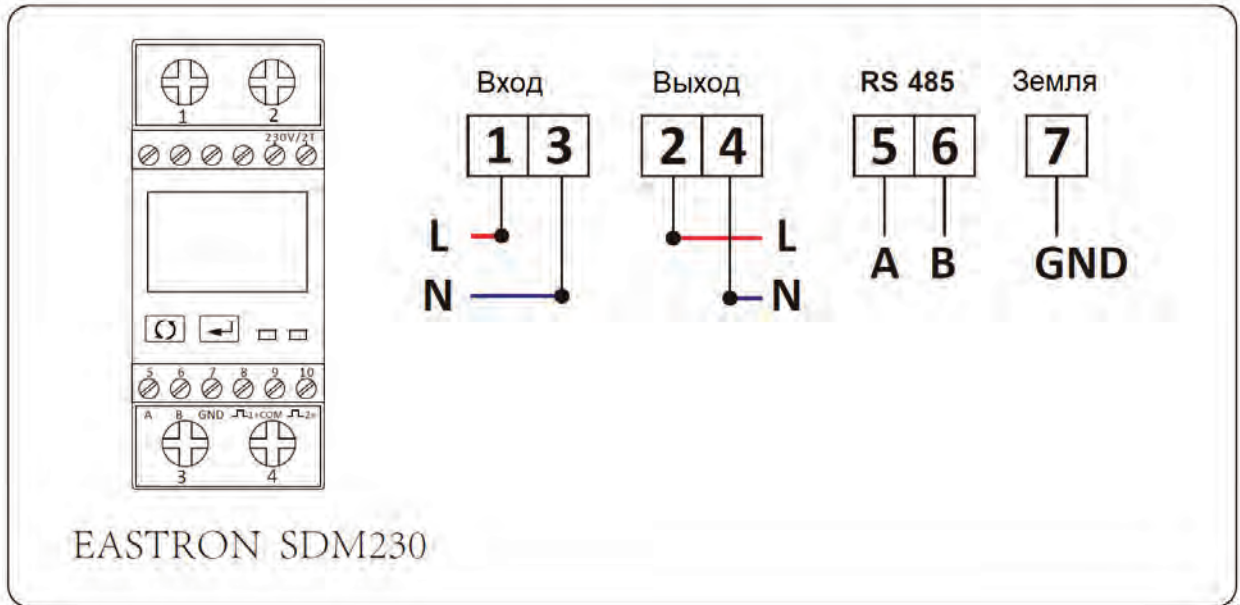 1 2
230V/2T
5 6 7 8 9 10
A B GND 1+COM 2+
3 4
EASTRON SDM230
Вход Выход RS 485 Земля
1 3 2 4 5 6 7
L L
A B GND
N N